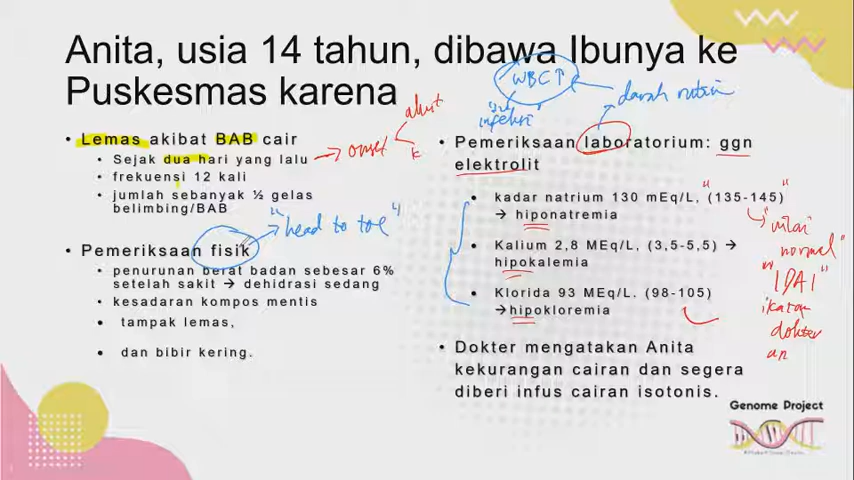 Anita, usia 14 tahun, dibawa Ibunya ke
Puskesmas karena
• Lemas akibat BAB cair
• Sejak dua hari yang lalu → onset
akut
K
• frekuensi 12 kali
• jumlah sebanyak ½ gelas
belimbing/BAB
"head to toe"
• Pemeriksaan fisik
• penurunan berat badan sebesar 6%
setelah sakit → dehidrasi sedang
• kesadaran kompos mentis
• tampak lemas,
• dan bibir kering.
WBC↑
infeksi
darah rutin
• Pemeriksaan laboratorium: ggn
elektrolit
• kadar natrium 130 mEq/L, "(135-145)"
→ hiponatremia
• Kalium 2,8 MEq/L, (3,5-5,5) →
hipokalemia
• Klorida 93 MEq/L. (98-105)
→hipokloremia
"nilai
normal"
"IDAI"
ikatan
dokter
an
• Dokter mengatakan Anita
kekurangan cairan dan segera
diberi infus cairan isotonis.
Genome Project